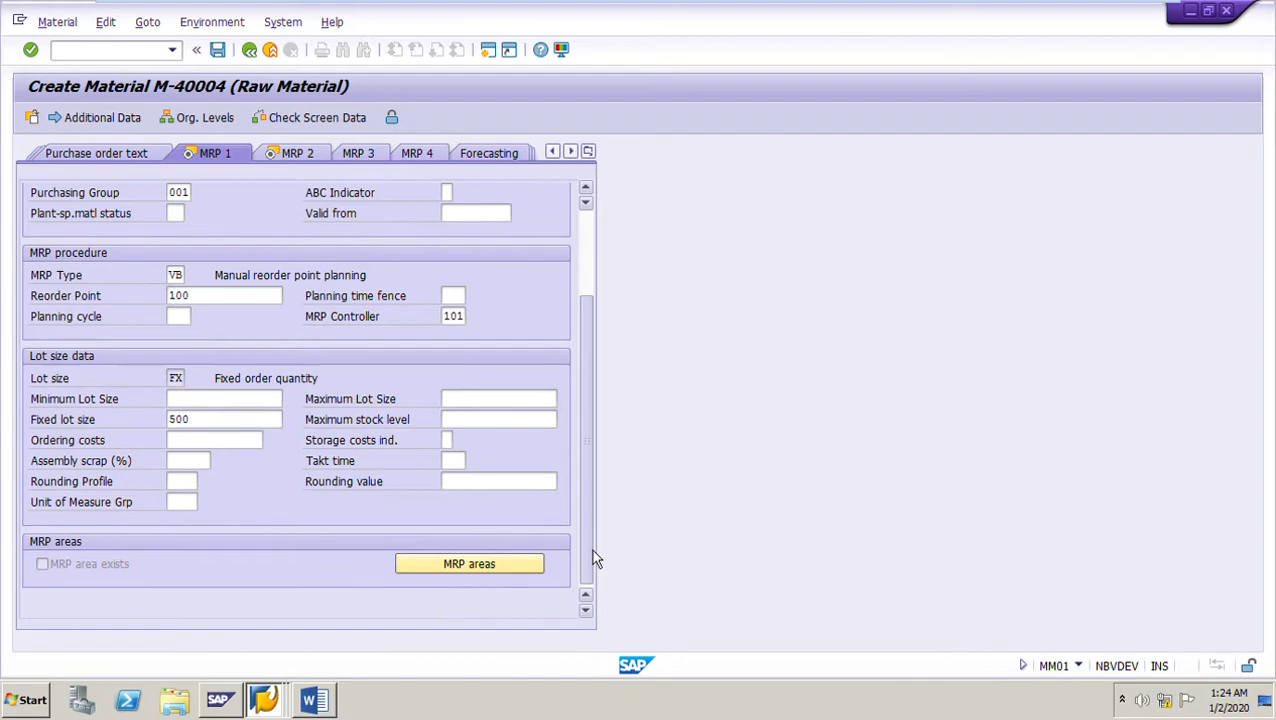 Material Edit Goto Environment System Help
Create Material M-40004 (Raw Material)
Additional Data Org. Levels Check Screen Data
Purchase order text MRP 1 MRP 2 MRP 3 MRP 4 Forecasting
Purchasing Group 001 ABC Indicator
Plant-sp.matl status Valid from
MRP procedure
MRP Type VB Manual reorder point planning
Reorder Point 100 Planning time fence
Planning cycle MRP Controller 101
Lot size data
Lot size FX Fixed order quantity
Minimum Lot Size Maximum Lot Size
Fixed lot size 500 Maximum stock level
Ordering costs Storage costs ind.
Assembly scrap (%) Takt time
Rounding Profile Rounding value
Unit of Measure Grp
MRP areas
MRP area exists MRP areas
SAP MM01 NBVDEV INS
Start SAP W 1:24 AM
1/2/2020